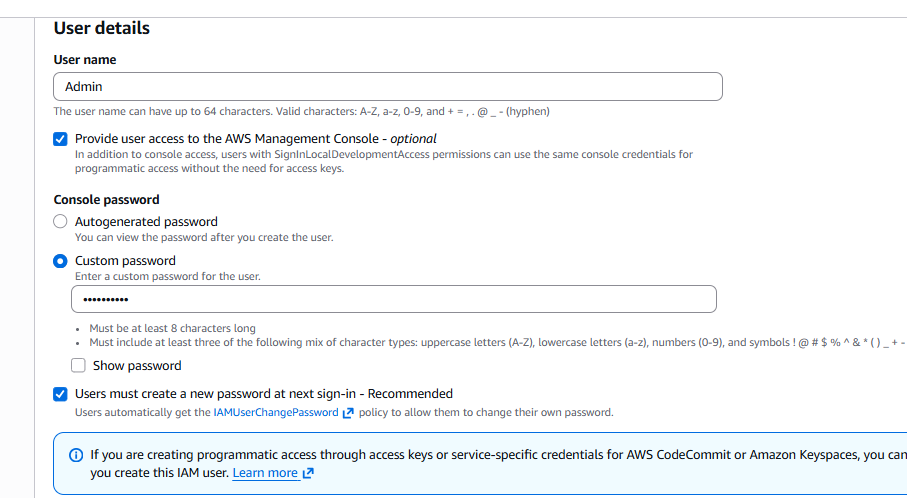 User details
User name
Admin
The user name can have up to 64 characters. Valid characters: A-Z, a-z, 0-9, and + = , . @ _ - (hyphen)
Provide user access to the AWS Management Console - optional
In addition to console access, users with SignInLocalDevelopmentAccess permissions can use the same console credentials for
programmatic access without the need for access keys.
Console password
Autogenerated password
You can view the password after you create the user.
Custom password
Enter a custom password for the user.
••••••••••
• Must be at least 8 characters long
• Must include at least three of the following mix of character types: uppercase letters (A-Z), lowercase letters (a-z), numbers (0-9), and symbols ! @ # $ % ^ & * ( ) _ + -
Show password
Users must create a new password at next sign-in - Recommended
Users automatically get the IAMUserChangePassword policy to allow them to change their own password.
If you are creating programmatic access through access keys or service-specific credentials for AWS CodeCommit or Amazon Keyspaces, you can
you create this IAM user. Learn more